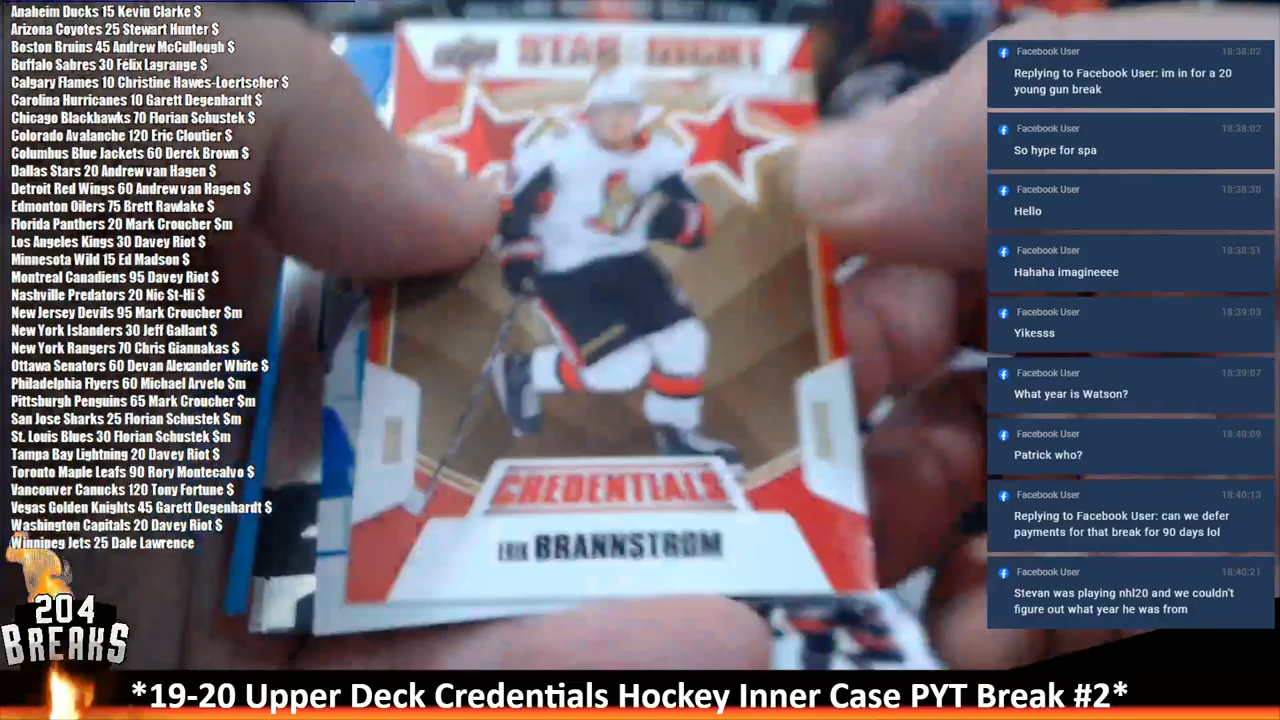 Anaheim Ducks 15 Kevin Clarke $
Arizona Coyotes 25 Stewart Hunter $
Boston Bruins 45 Andrew McCullough $
Buffalo Sabres 30 Félix Lagrange $
Calgary Flames 10 Christine Hawes-Loertscher $
Carolina Hurricanes 10 Garett Degenhardt $
Chicago Blackhawks 70 Florian Schustek $
Colorado Avalanche 120 Eric Cloutier $
Columbus Blue Jackets 60 Derek Brown $
Dallas Stars 20 Andrew van Hagen $
Detroit Red Wings 60 Andrew van Hagen $
Edmonton Oilers 75 Brett Rawlake $
Florida Panthers 20 Mark Croucher $m
Los Angeles Kings 30 Davey Riot $
Minnesota Wild 15 Ed Madson $
Montreal Canadiens 95 Davey Riot $
Nashville Predators 20 Nic St-Hi $
New Jersey Devils 95 Mark Croucher $m
New York Islanders 30 Jeff Gallant $
New York Rangers 70 Chris Giannakas $
Ottawa Senators 60 Devan Alexander White $
Philadelphia Flyers 60 Michael Arvelo $m
Pittsburgh Penguins 65 Mark Croucher $m
San Jose Sharks 25 Florian Schustek $m
St. Louis Blues 30 Florian Schustek $m
Tampa Bay Lightning 20 Davey Riot $
Toronto Maple Leafs 90 Rory Montecalvo $
Vancouver Canucks 120 Tony Fortune $
Vegas Golden Knights 45 Garett Degenhardt $
Washington Capitals 20 Davey Riot $
Winnipeg Jets 25 Dale Lawrence
204
BREAKS
STAR NIGHT
CREDENTIALS
ERIK BRANNSTROM
Facebook User 18:38:02
Replying to Facebook User: im in for a 20
young gun break
Facebook User 18:38:02
So hype for spa
Facebook User 18:38:30
Hello
Facebook User 18:38:51
Hahaha imagineeee
Facebook User 18:39:03
Yikesss
Facebook User 18:39:07
What year is Watson?
Facebook User 18:40:09
Patrick who?
Facebook User 18:40:13
Replying to Facebook User: can we defer
payments for that break for 90 days lol
Facebook User 18:40:21
Stevan was playing nhl20 and we couldn't
figure out what year he was from
*19-20 Upper Deck Credentials Hockey Inner Case PYT Break #2*